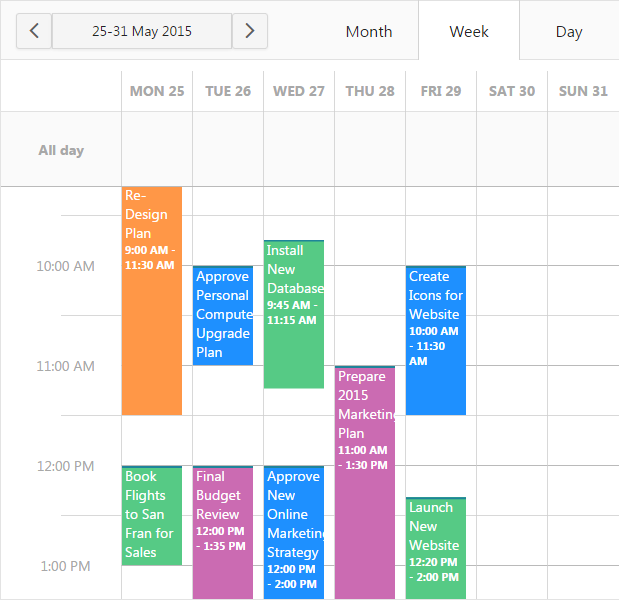 25-31 May 2015
Month
Week
Day
MON 25
TUE 26
WED 27
THU 28
FRI 29
SAT 30
SUN 31
All day
10:00 AM
11:00 AM
12:00 PM
1:00 PM
Re-
Design
Plan
9:00 AM -
11:30 AM
Book
Flights
to San
Fran for
Sales
Approve
Personal
Compute
Upgrade
Plan
Final
Budget
Review
12:00 PM
- 1:35 PM
Install
New
Database
9:45 AM -
11:15 AM
Approve
New
Online
Marketing
Strategy
12:00 PM
- 2:00 PM
Prepare
2015
Marketing
Plan
11:00 AM
- 1:30 PM
Create
Icons for
Website
10:00 AM
- 11:30
AM
Launch
New
Website
12:20 PM
- 2:00 PM